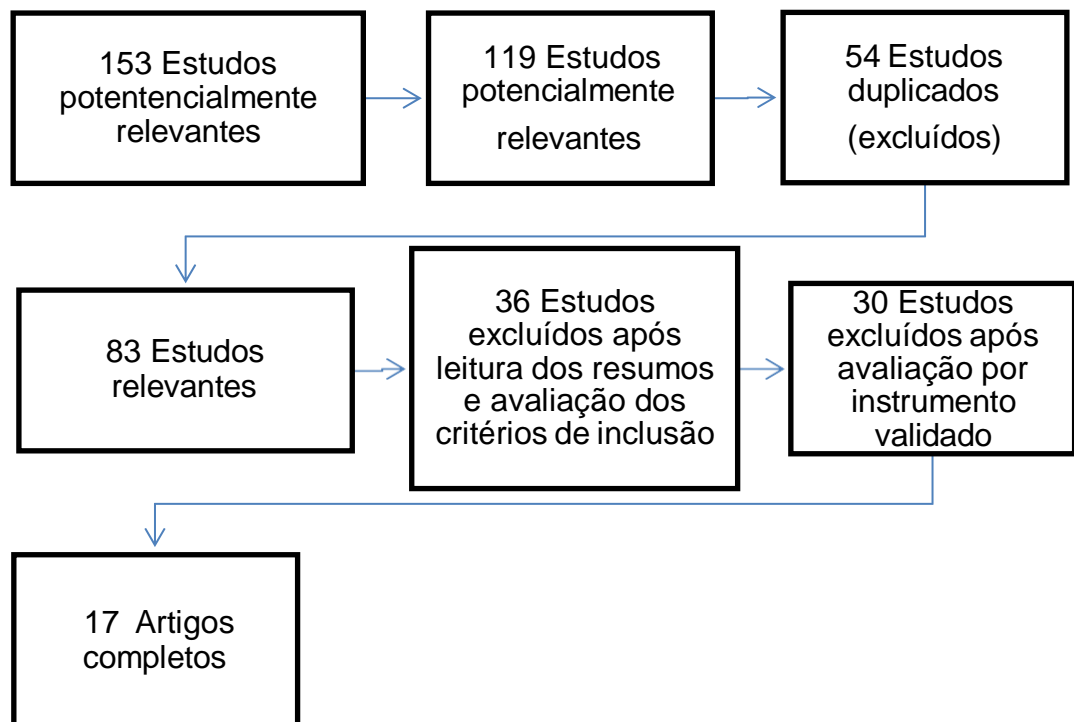 153 Estudos
potentencialmente
relevantes
119 Estudos
potencialmente
relevantes
54 Estudos
duplicados
(excluídos)
83 Estudos
relevantes
36 Estudos
excluídos após
leitura dos resumos
e avaliação dos
critérios de inclusão
30 Estudos
excluídos após
avaliação por
instrumento
validado
17 Artigos
completos